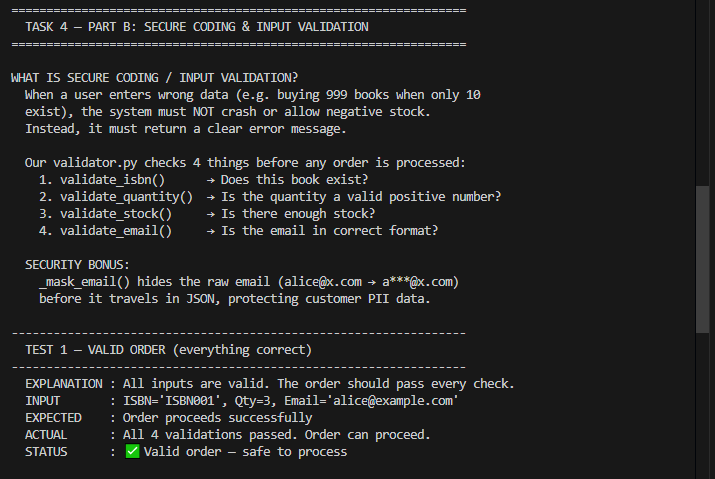 =================================================================
TASK 4 — PART B: SECURE CODING & INPUT VALIDATION
=================================================================
WHAT IS SECURE CODING / INPUT VALIDATION?
When a user enters wrong data (e.g. buying 999 books when only 10
exist), the system must NOT crash or allow negative stock.
Instead, it must return a clear error message.
Our validator.py checks 4 things before any order is processed:
1. validate_isbn() → Does this book exist?
2. validate_quantity() → Is the quantity a valid positive number?
3. validate_stock() → Is there enough stock?
4. validate_email() → Is the email in correct format?
SECURITY BONUS:
_mask_email() hides the raw email (alice@x.com → a***@x.com)
before it travels in JSON, protecting customer PII data.
-----------------------------------------------------------------
TEST 1 — VALID ORDER (everything correct)
-----------------------------------------------------------------
EXPLANATION : All inputs are valid. The order should pass every check.
INPUT : ISBN='ISBN001', Qty=3, Email='alice@example.com'
EXPECTED : Order proceeds successfully
ACTUAL : All 4 validations passed. Order can proceed.
STATUS : ✅ Valid order — safe to process